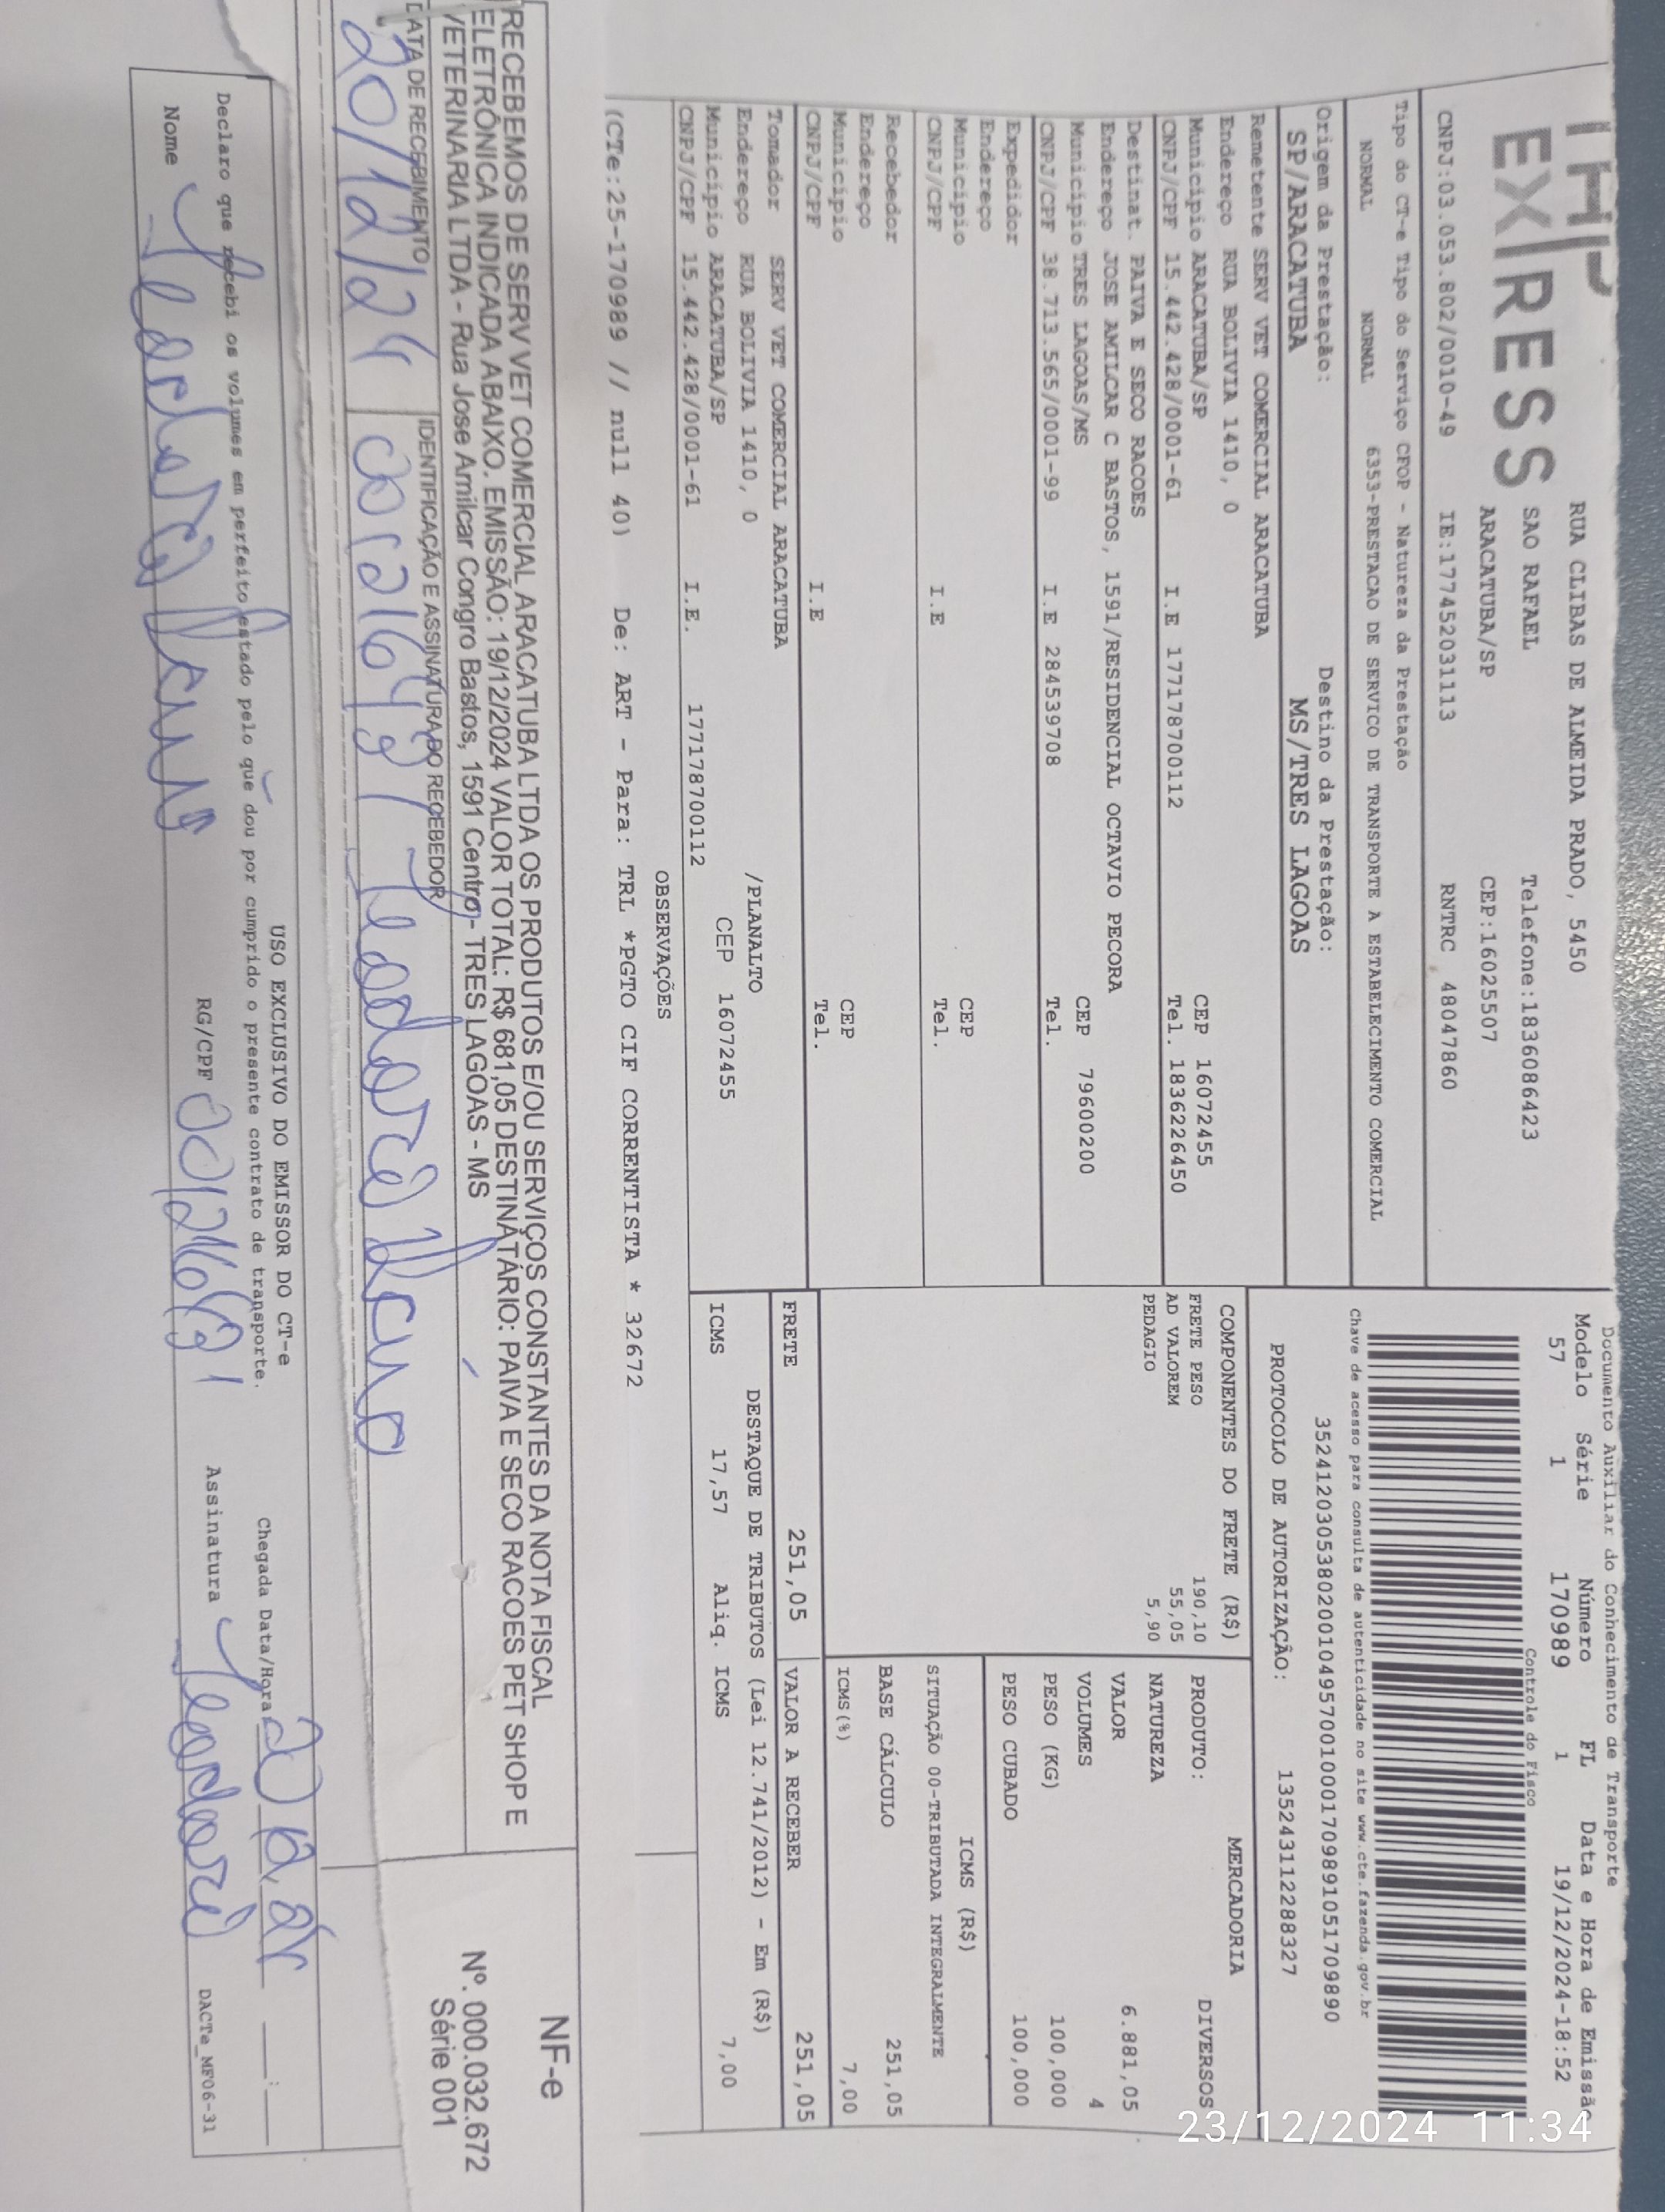 THP
EXPRESS
RUA CLIBAS DE ALMEIDA PRADO, 5450
SAO RAFAEL Telefone:1836086423
ARACATUBA/SP CEP:16025507
CNPJ:03.053.802/0010-49 IE:177452031113 RNTRC 48047860
Documento Auxiliar do Conhecimento de Transporte
Modelo Série Número FL Data e Hora de Emissão
57 1 170989 1 19/12/2024-18:52
Controle do Fisco
Chave de acesso para consulta de autenticidade no site www.cte.fazenda.gov.br
35241203053802001049570010001709891051709890
PROTOCOLO DE AUTORIZAÇÃO: 135243112288327
Tipo do CT-e Tipo do Serviço CFOP - Natureza da Prestação
NORMAL NORMAL 6353-PRESTACAO DE SERVICO DE TRANSPORTE A ESTABELECIMENTO COMERCIAL
Origem da Prestação: Destino da Prestação:
SP/ARACATUBA MS/TRES LAGOAS
Remetente SERV VET COMERCIAL ARACATUBA
Endereço RUA BOLIVIA 1410, 0
Município ARACATUBA/SP CEP 16072455
CNPJ/CPF 15.442.428/0001-61 I.E 177178700112 Tel. 1836226450
Destinat. PAIVA E SECO RACOES
Endereço JOSE AMILCAR C BASTOS, 1591/RESIDENCIAL OCTAVIO PECORA
Município TRES LAGOAS/MS CEP 79600200
CNPJ/CPF 38.713.565/0001-99 I.E 284539708 Tel.
Expedidor
Endereço
Município CEP
CNPJ/CPF I.E Tel.
Recebedor
Endereço
Município CEP
CNPJ/CPF I.E Tel.
Tomador SERV VET COMERCIAL ARACATUBA
Endereço RUA BOLIVIA 1410, 0 /PLANALTO
Município ARACATUBA/SP CEP 16072455
CNPJ/CPF 15.442.428/0001-61 I.E. 177178700112
COMPONENTES DO FRETE (R$)
FRETE PESO 190,10
AD VALOREM 55,05
PEDAGIO 5,90
MERCADORIA
PRODUTO: DIVERSOS
NATUREZA
VALOR 6.881,05
VOLUMES 4
PESO (KG) 100,000
PESO CUBADO 100,000
ICMS (R$)
SITUAÇÃO 00-TRIBUTADA INTEGRALMENTE
BASE CÁLCULO 251,05
ICMS(%) 7,00
FRETE 251,05 VALOR A RECEBER 251,05
DESTAQUE DE TRIBUTOS (Lei 12.741/2012) - Em (R$)
ICMS 17,57 Aliq. ICMS 7,00
OBSERVAÇÕES
(CTe:25-170989 // null 40) De: ART - Para: TRL *PGTO CIF CORRENTISTA * 32672
RECEBEMOS DE SERV VET COMERCIAL ARACATUBA LTDA OS PRODUTOS E/OU SERVIÇOS CONSTANTES DA NOTA FISCAL
ELETRÔNICA INDICADA ABAIXO. EMISSÃO: 19/12/2024 VALOR TOTAL: R$ 681,05 DESTINATÁRIO: PAIVA E SECO RACOES PET SHOP E
VETERINARIA LTDA - Rua Jose Amilcar Congro Bastos, 1591 Centro - TRES LAGOAS - MS
NF-e
Nº. 000.032.672
Série 001
DATA DE RECEBIMENTO IDENTIFICAÇÃO E ASSINATURA DO RECEBEDOR
20/12/24
USO EXCLUSIVO DO EMISSOR DO CT-e
Declaro que recebi os volumes em perfeito estado pelo que dou por cumprido o presente contrato de transporte.
Chegada Data/Hora
Nome RG/CPF Assinatura
DACTe_MF06-31
23/12/2024 11:34